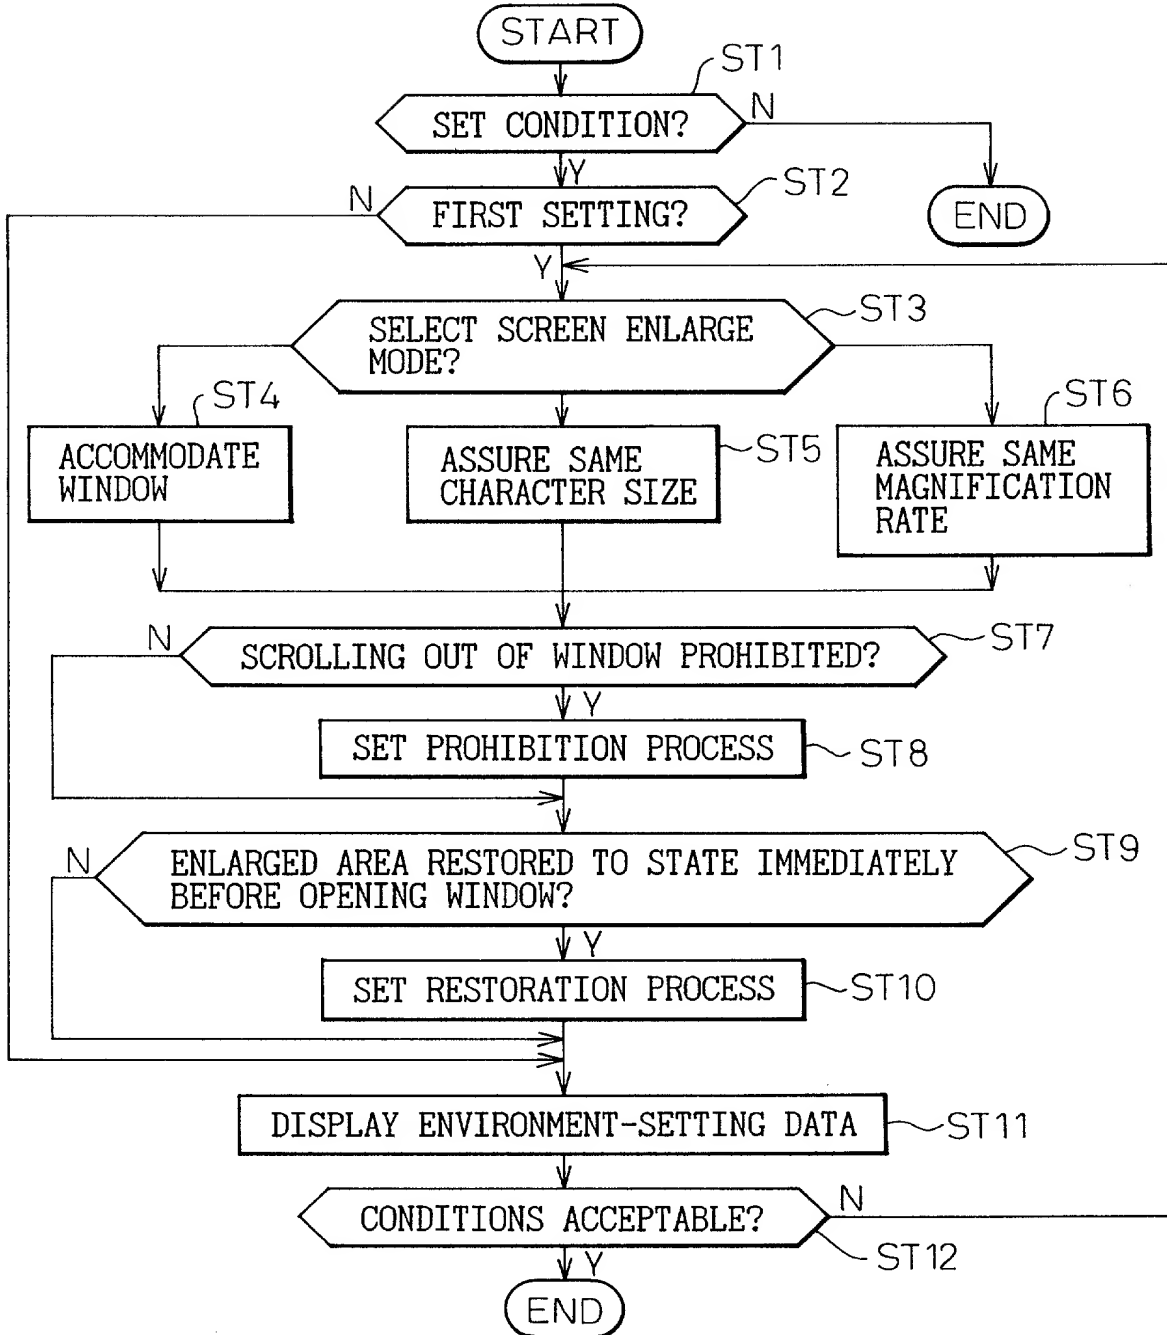 START
ST1
SET CONDITION?
N
Y
N
ST2
FIRST SETTING?
END
Y
ST3
SELECT SCREEN ENLARGE
MODE?
ST4
ST6
ACCOMMODATE
WINDOW
ASSURE SAME
CHARACTER SIZE
ST5
ASSURE SAME
MAGNIFICATION
RATE
N
ST7
SCROLLING OUT OF WINDOW PROHIBITED?
Y
SET PROHIBITION PROCESS
ST8
N
ST9
ENLARGED AREA RESTORED TO STATE IMMEDIATELY
BEFORE OPENING WINDOW?
Y
SET RESTORATION PROCESS
ST10
DISPLAY ENVIRONMENT-SETTING DATA
ST11
N
CONDITIONS ACCEPTABLE?
ST12
Y
END